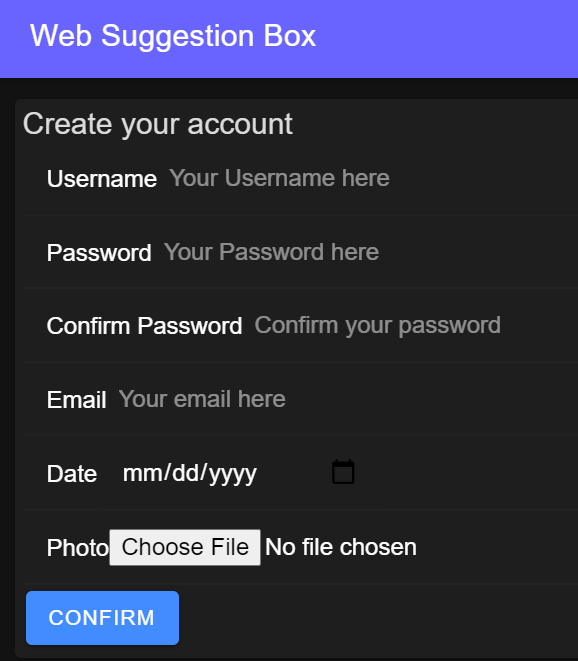 Web Suggestion Box
Create your account
Username Your Username here
Password Your Password here
Confirm Password Confirm your password
Email Your email here
Date mm/dd/yyyy
Photo Choose File No file chosen
CONFIRM